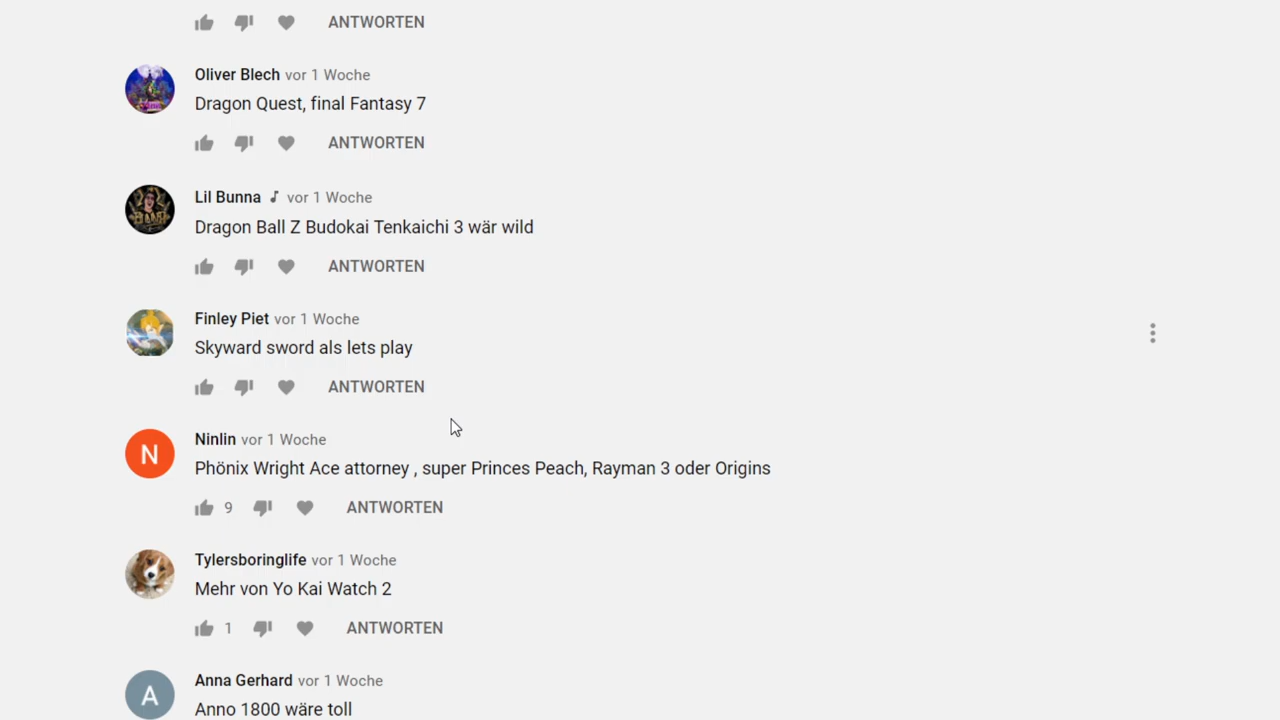 ANTWORTEN
Oliver Blech vor 1 Woche
Dragon Quest, final Fantasy 7
ANTWORTEN
Lil Bunna ♪ vor 1 Woche
Dragon Ball Z Budokai Tenkaichi 3 wär wild
ANTWORTEN
Finley Piet vor 1 Woche
Skyward sword als lets play
ANTWORTEN
Ninlin vor 1 Woche
N
Phönix Wright Ace attorney , super Princes Peach, Rayman 3 oder Origins
9 ANTWORTEN
Tylersboringlife vor 1 Woche
Mehr von Yo Kai Watch 2
1 ANTWORTEN
Anna Gerhard vor 1 Woche
A
Anno 1800 wäre toll